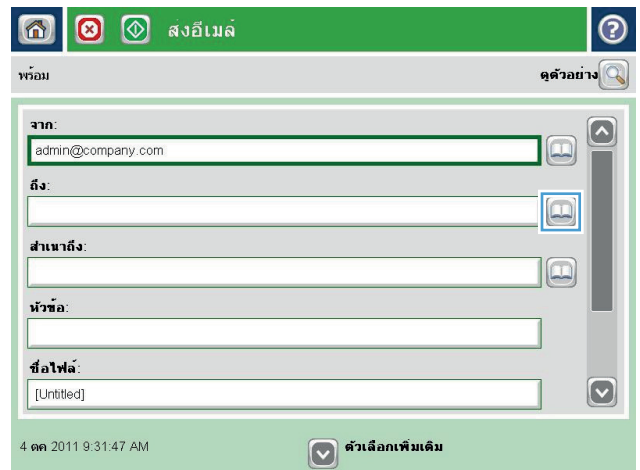 ส่งอีเมล์
พร้อม
ดูตัวอย่าง
จาก:
admin@company.com
ถึง:
สำเนาถึง:
หัวข้อ:
ชื่อไฟล์:
[Untitled]
4 ตค 2011 9:31:47 AM
ตัวเลือกเพิ่มเติม